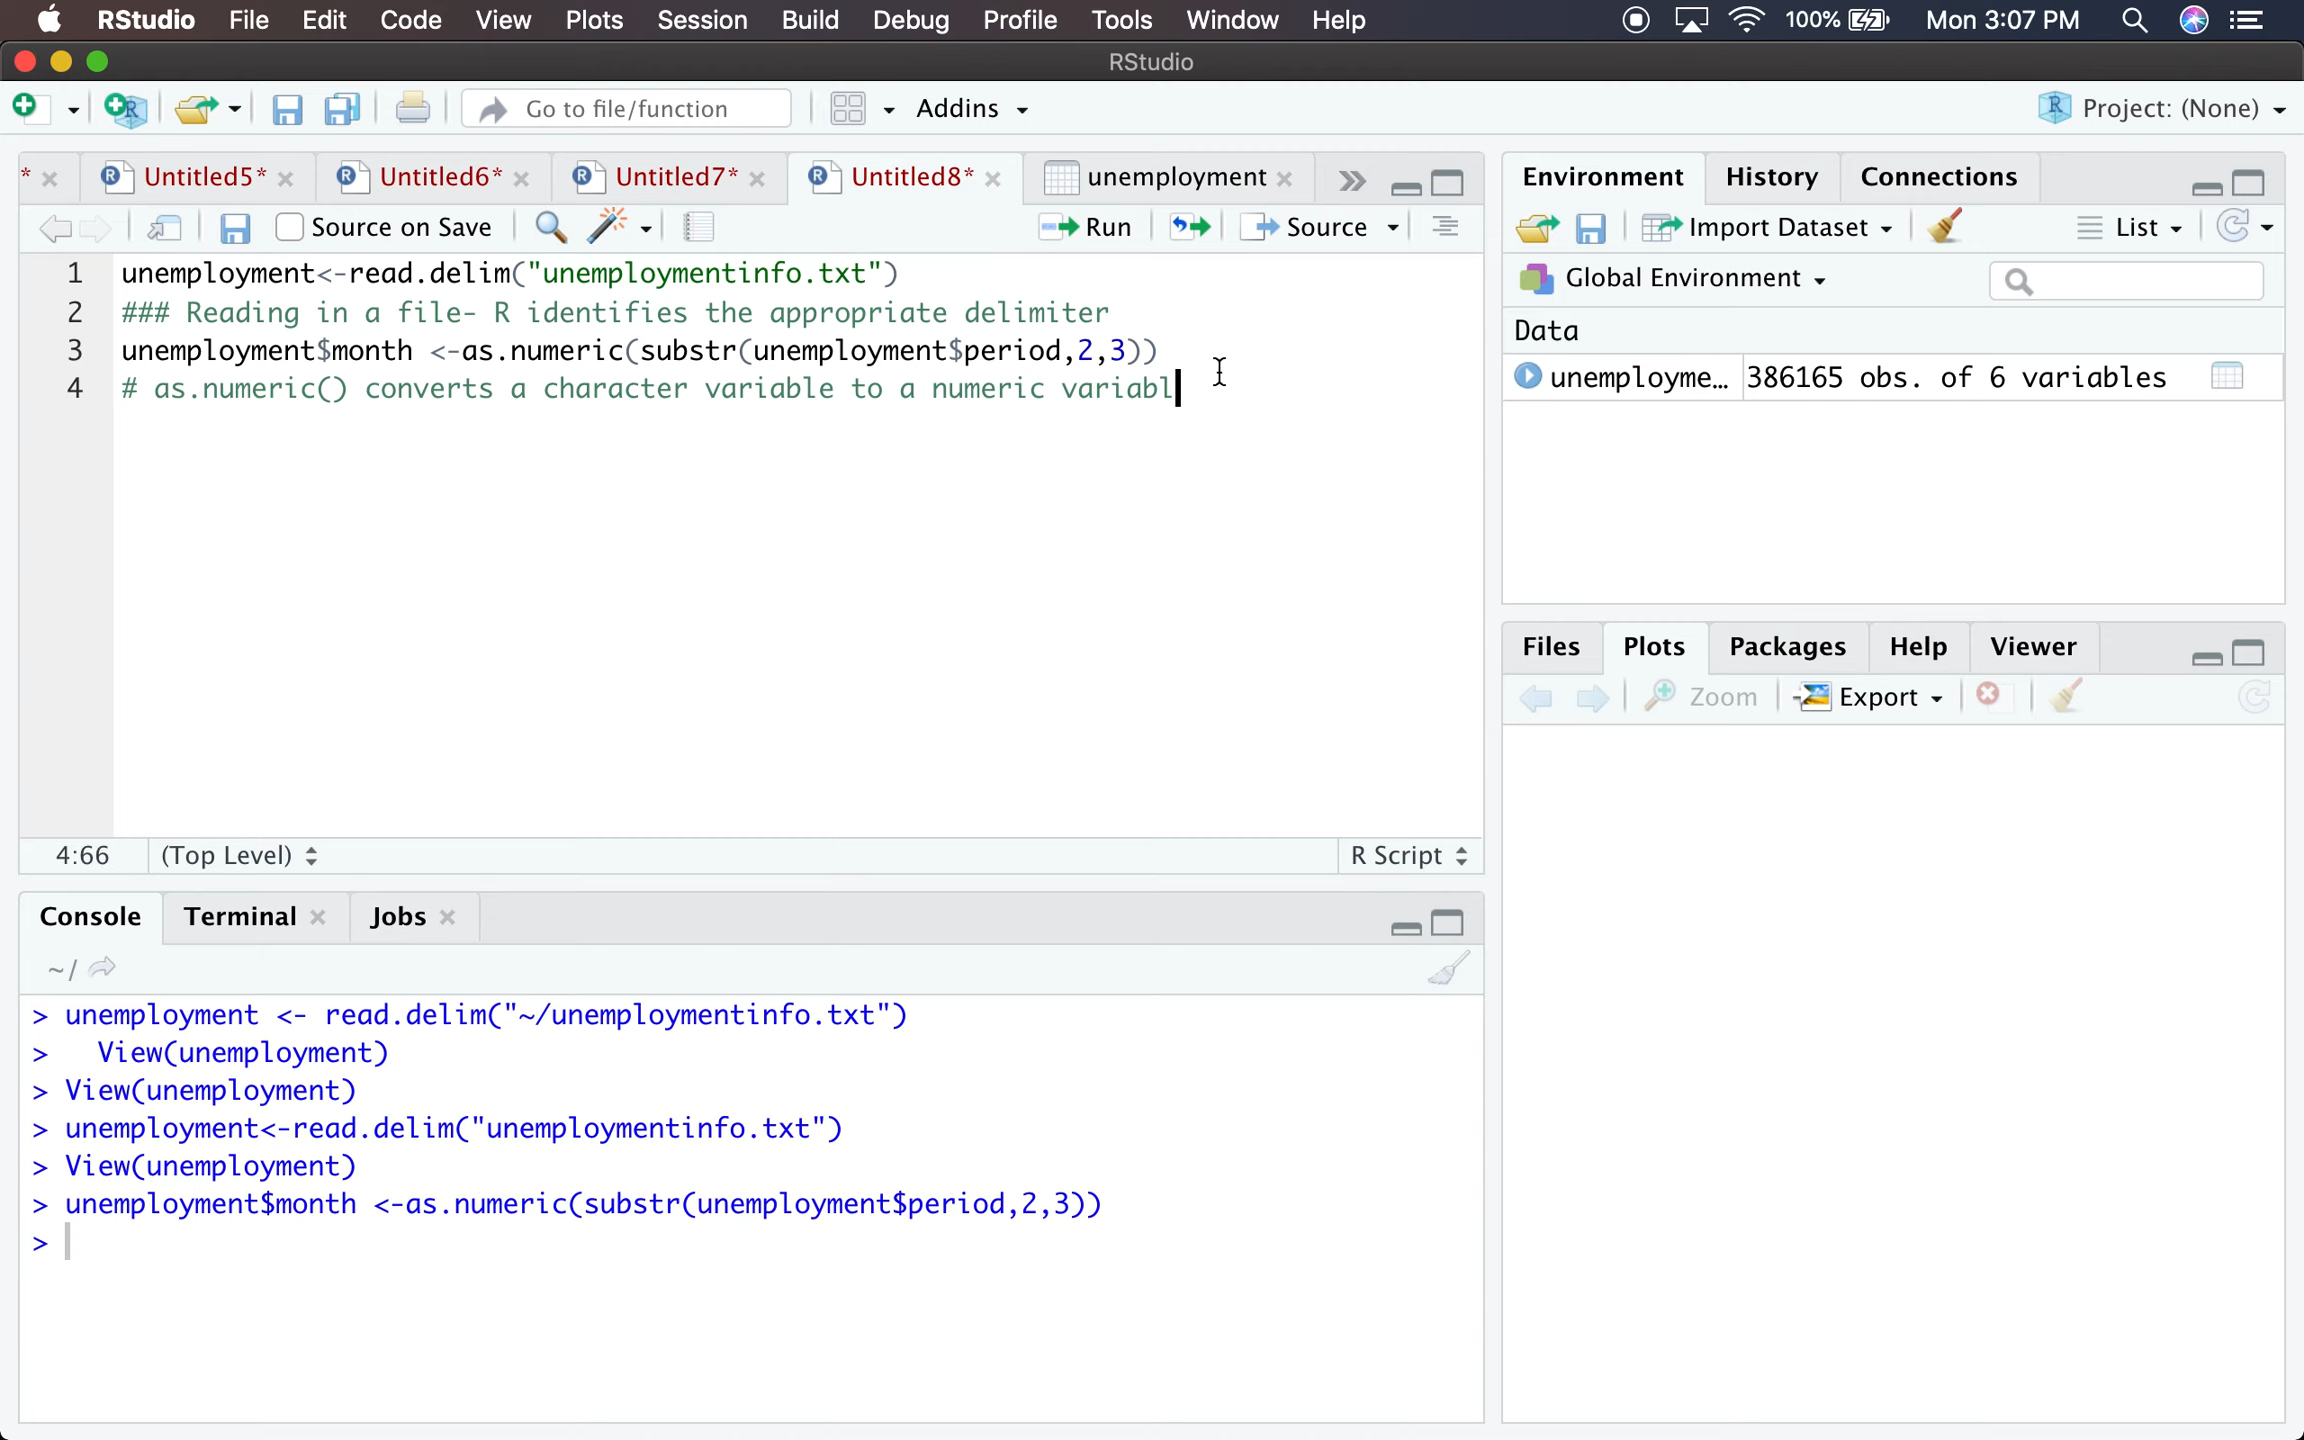 RStudio File Edit Code View Plots Session Build Debug Profile Tools Window Help 100% Mon 3:07 PM
RStudio
Go to file/function Addins Project: (None)
* Untitled5* Untitled6* Untitled7* Untitled8* unemployment
Source on Save Run Source
1 unemployment<-read.delim("unemploymentinfo.txt")
2 ### Reading in a file- R identifies the appropriate delimiter
3 unemployment$month <-as.numeric(substr(unemployment$period,2,3))
4 # as.numeric() converts a character variable to a numeric variabl
4:66 (Top Level) R Script
Console Terminal Jobs
~/
> unemployment <- read.delim("~/unemploymentinfo.txt")
>   View(unemployment)
> View(unemployment)
> unemployment<-read.delim("unemploymentinfo.txt")
> View(unemployment)
> unemployment$month <-as.numeric(substr(unemployment$period,2,3))
>
Environment History Connections
Import Dataset List
Global Environment
Data
unemployme… 386165 obs. of 6 variables
Files Plots Packages Help Viewer
Zoom Export